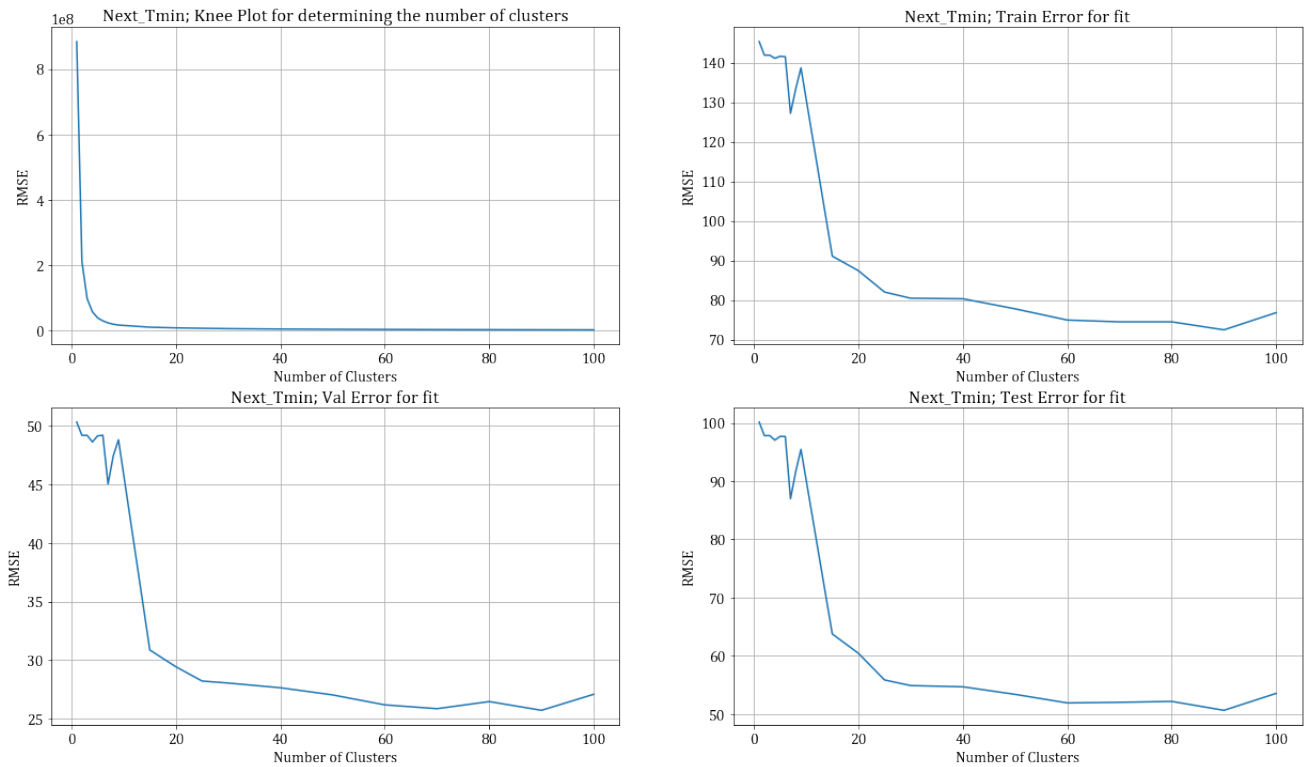 Next_Tmin; Knee Plot for determining the number of clusters
1e8
8
6
4
2
0
RMSE
0 20 40 60 80 100
Number of Clusters
Next_Tmin; Train Error for fit
140
130
120
110
100
90
80
70
RMSE
0 20 40 60 80 100
Number of Clusters
Next_Tmin; Val Error for fit
50
45
40
35
30
25
RMSE
0 20 40 60 80 100
Number of Clusters
Next_Tmin; Test Error for fit
100
90
80
70
60
50
RMSE
0 20 40 60 80 100
Number of Clusters